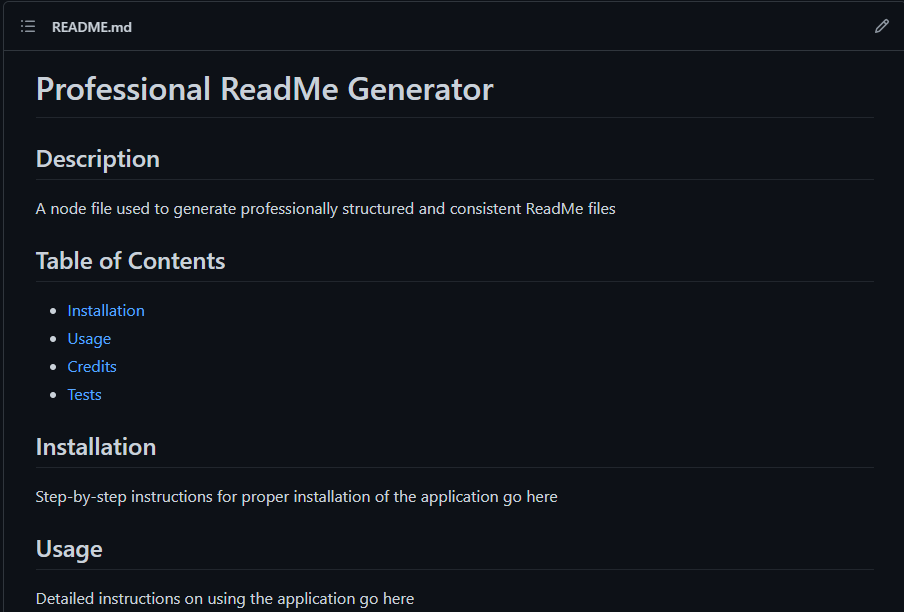 README.md
Professional ReadMe Generator
Description
A node file used to generate professionally structured and consistent ReadMe files
Table of Contents
Installation
Usage
Credits
Tests
Installation
Step-by-step instructions for proper installation of the application go here
Usage
Detailed instructions on using the application go here